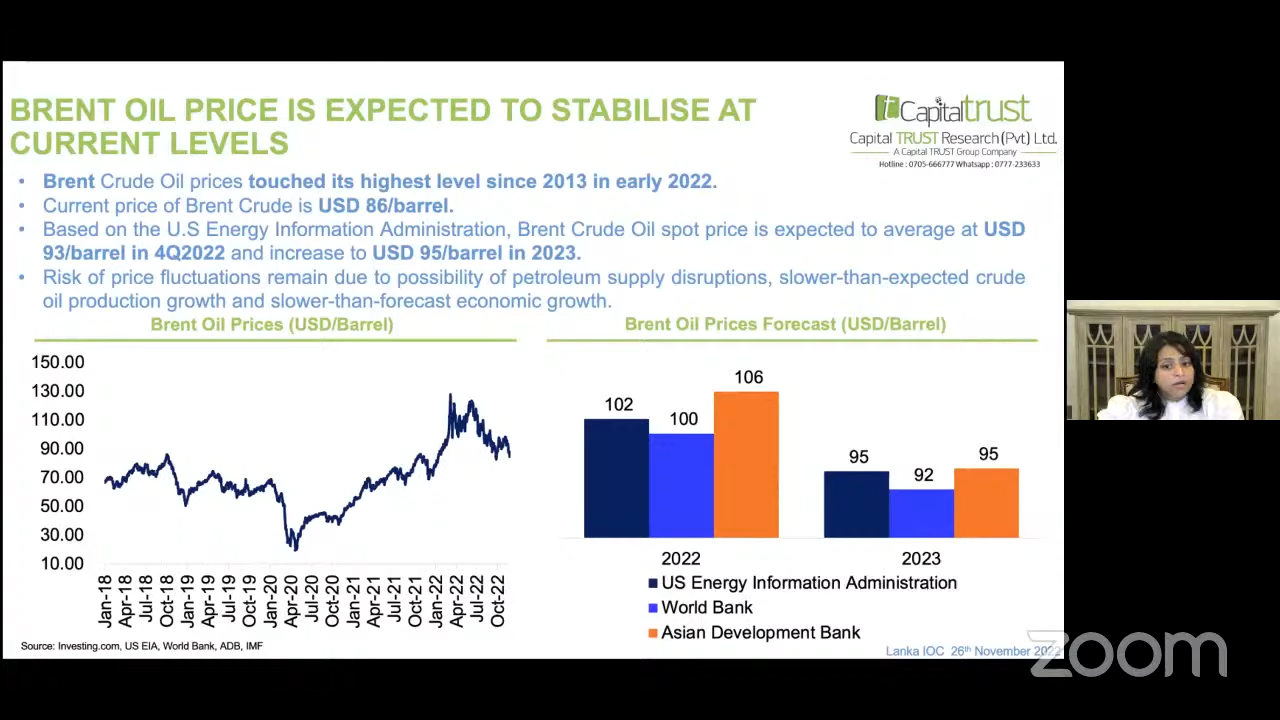 BRENT OIL PRICE IS EXPECTED TO STABILISE AT
CURRENT LEVELS
Capitaltrust
Capital TRUST Research (Pvt) Ltd.
A Capital TRUST Group Company
Hotline : 0705-666777 Whatsapp : 0777-233633
• Brent Crude Oil prices touched its highest level since 2013 in early 2022.
• Current price of Brent Crude is USD 86/barrel.
• Based on the U.S Energy Information Administration, Brent Crude Oil spot price is expected to average at USD
93/barrel in 4Q2022 and increase to USD 95/barrel in 2023.
• Risk of price fluctuations remain due to possibility of petroleum supply disruptions, slower-than-expected crude
oil production growth and slower-than-forecast economic growth.
Brent Oil Prices (USD/Barrel)
150.00
130.00
110.00
90.00
70.00
50.00
30.00
10.00
Jan-18
Apr-18
Jul-18
Oct-18
Jan-19
Apr-19
Jul-19
Oct-19
Jan-20
Apr-20
Jul-20
Oct-20
Jan-21
Apr-21
Jul-21
Oct-21
Jan-22
Apr-22
Jul-22
Oct-22
Brent Oil Prices Forecast (USD/Barrel)
102
100
106
95
92
95
2022
2023
US Energy Information Administration
World Bank
Asian Development Bank
Source: Investing.com, US EIA, World Bank, ADB, IMF
Lanka IOC 26th November 2022
zoom